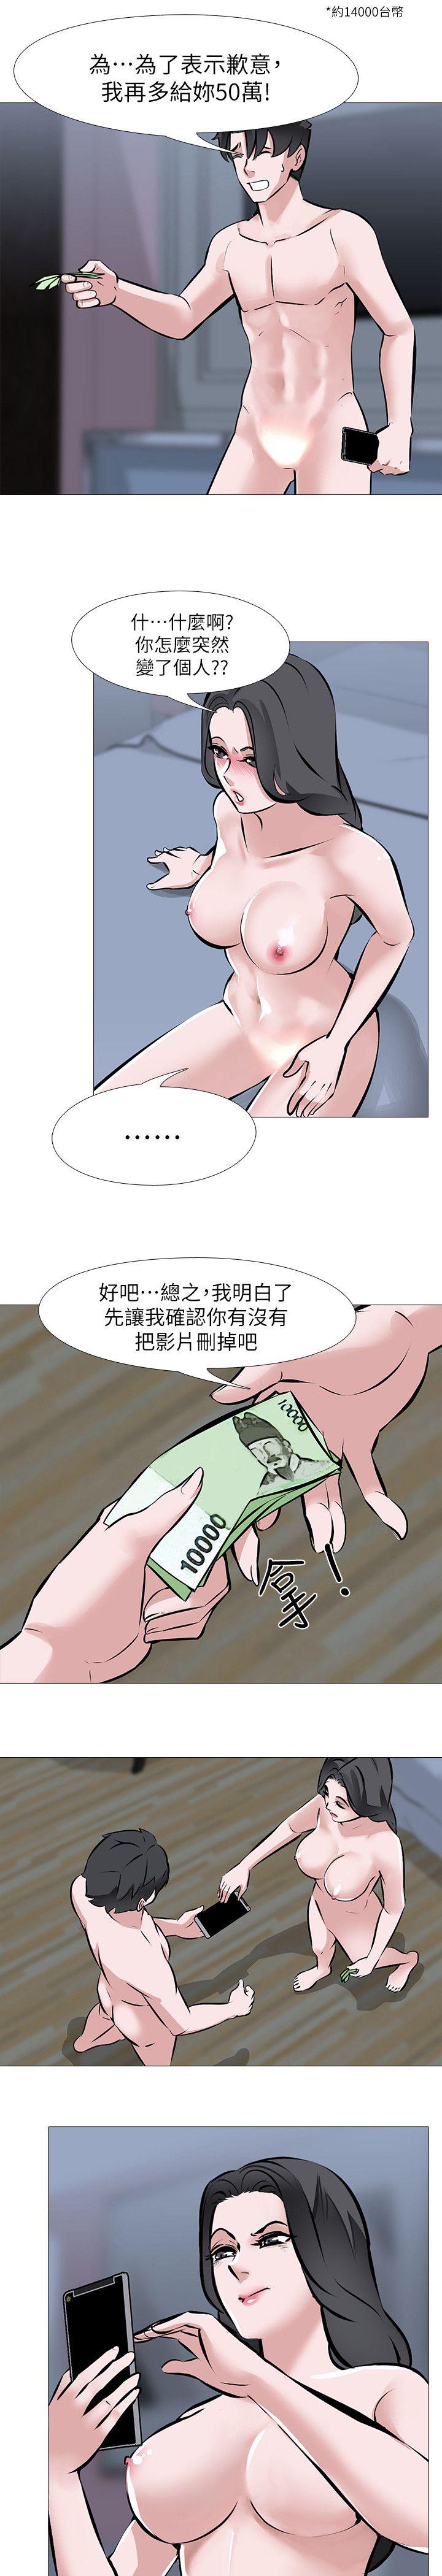 *約14000台幣
為⋯為了表示歉意，
我再多給妳50萬！
什⋯什麼啊？
你怎麼突然
變了個人？？
⋯⋯
好吧⋯總之，我明白了
先讓我確認你有沒有
把影片刪掉吧
10000
10000
拿！